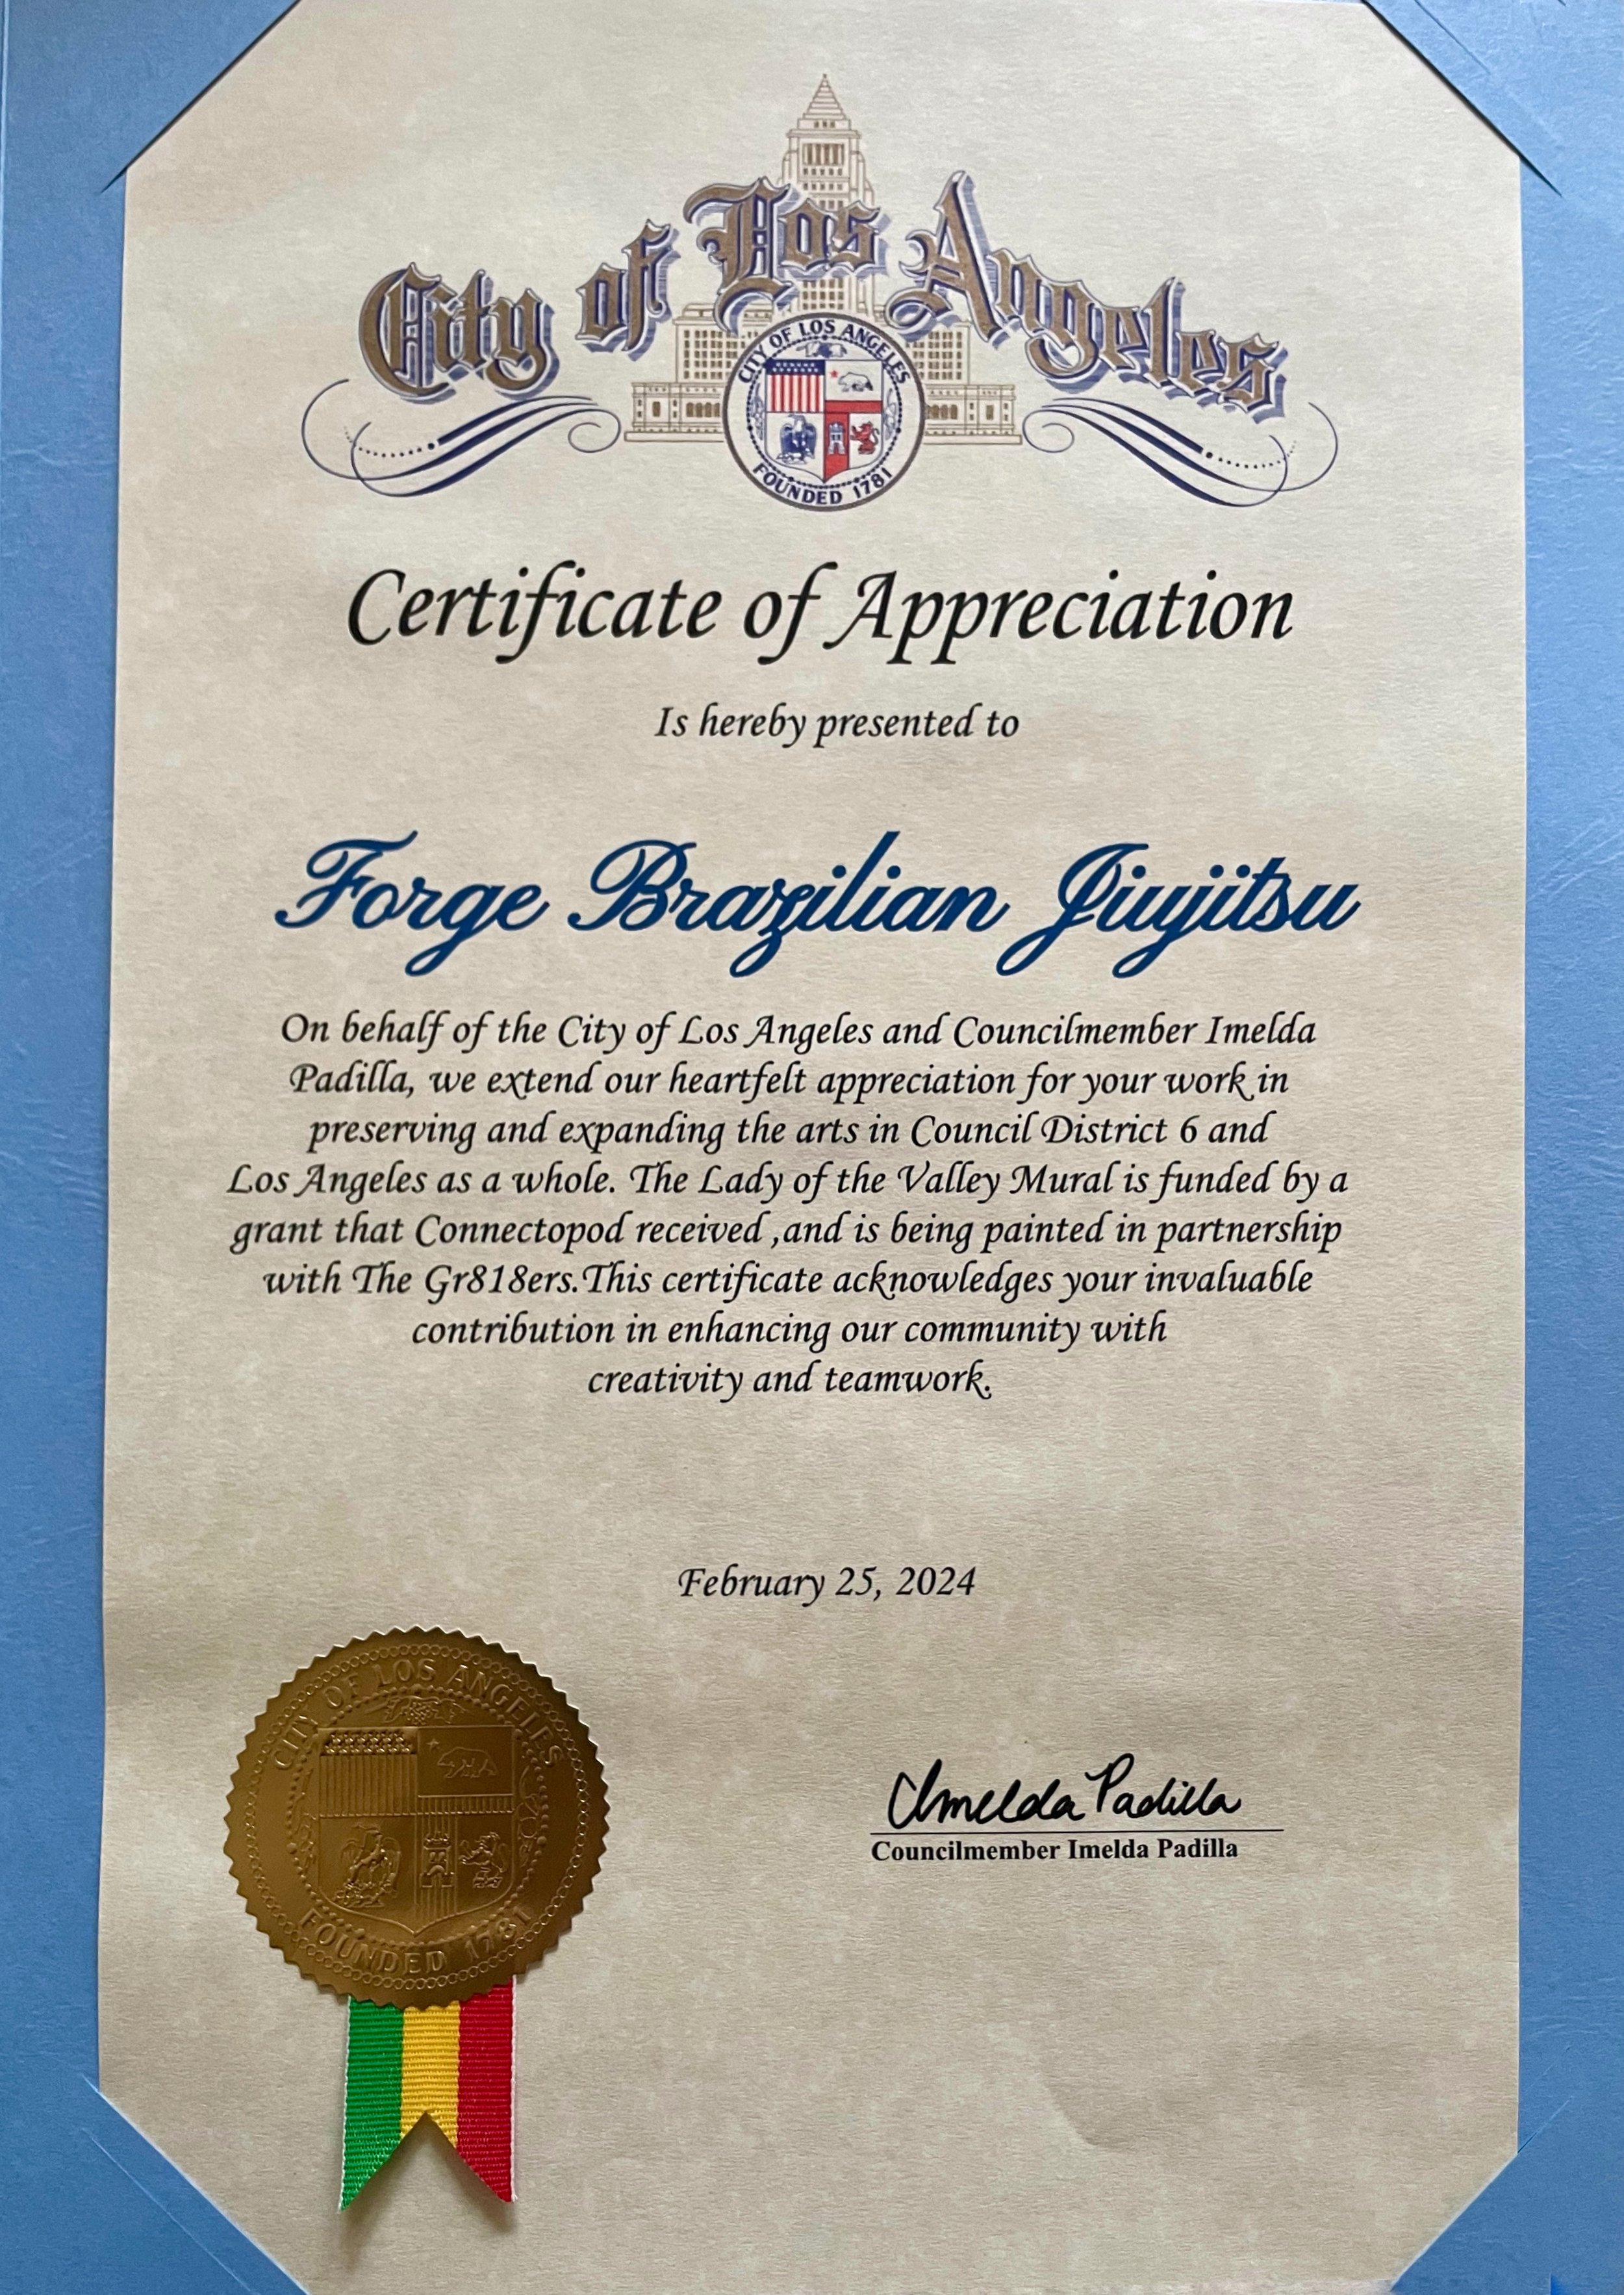 City of Los Angeles
CITY OF LOS ANGELES
FOUNDED 1781
Certificate of Appreciation
Is hereby presented to
Forge Brazilian Jiujitsu
On behalf of the City of Los Angeles and Councilmember Imelda
Padilla, we extend our heartfelt appreciation for your work in
preserving and expanding the arts in Council District 6 and
Los Angeles as a whole. The Lady of the Valley Mural is funded by a
grant that Connectopod received ,and is being painted in partnership
with The Gr818ers.This certificate acknowledges your invaluable
contribution in enhancing our community with
creativity and teamwork.
February 25, 2024
CITY OF LOS ANGELES
FOUNDED 1781
Imelda Padilla
Councilmember Imelda Padilla